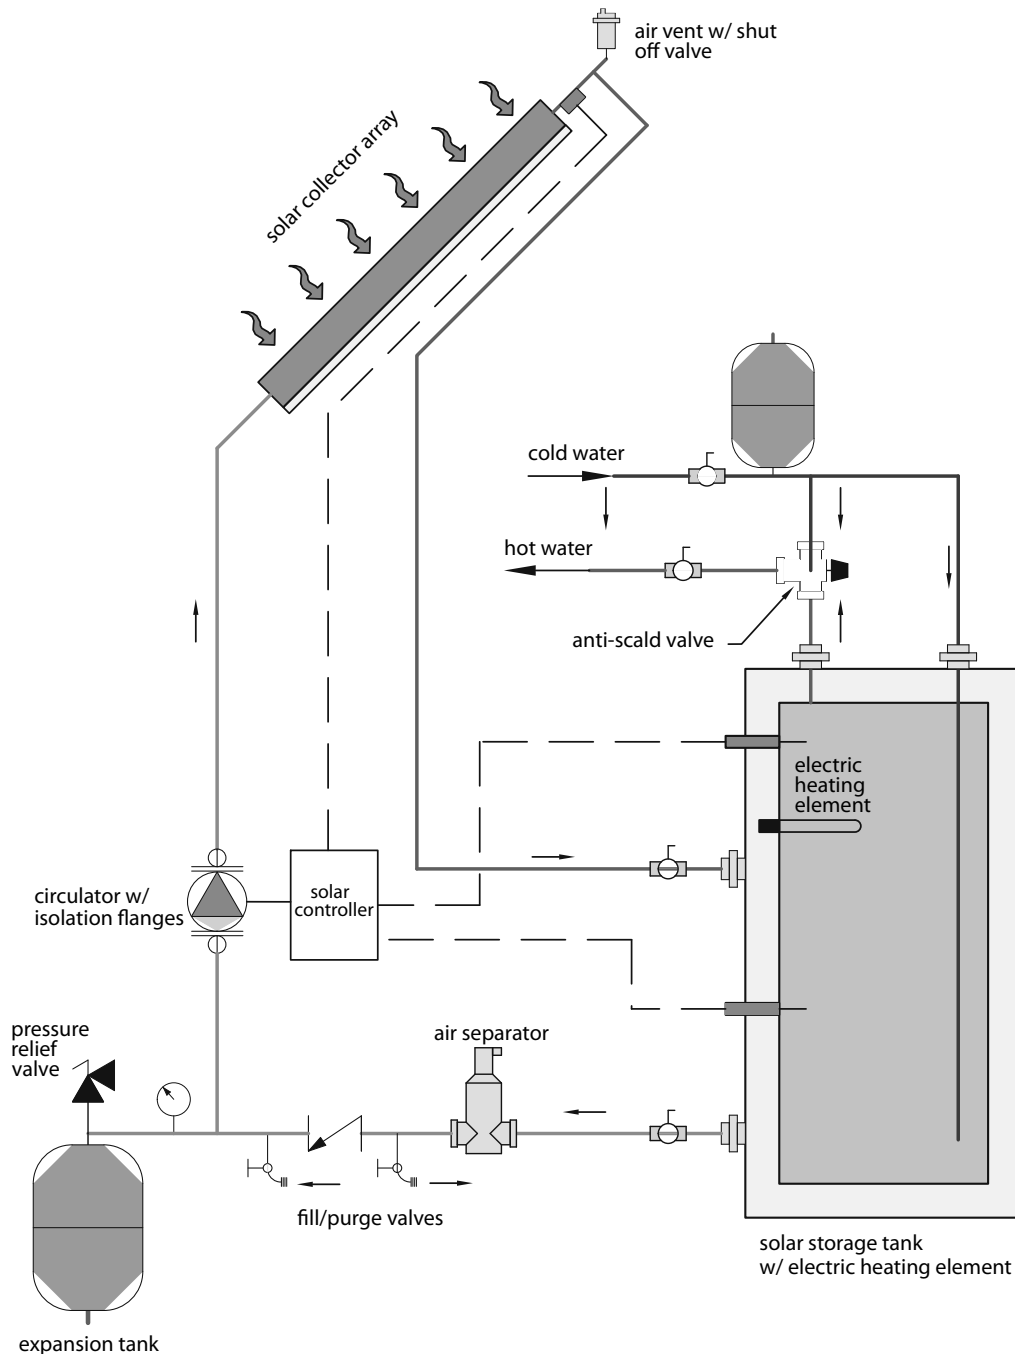 air vent w/ shut
off valve
solar collector array
cold water
hot water
anti-scald valve
electric
heating
element
solar
controller
circulator w/
isolation flanges
pressure
relief
valve
air separator
fill/purge valves
solar storage tank
w/ electric heating element
expansion tank